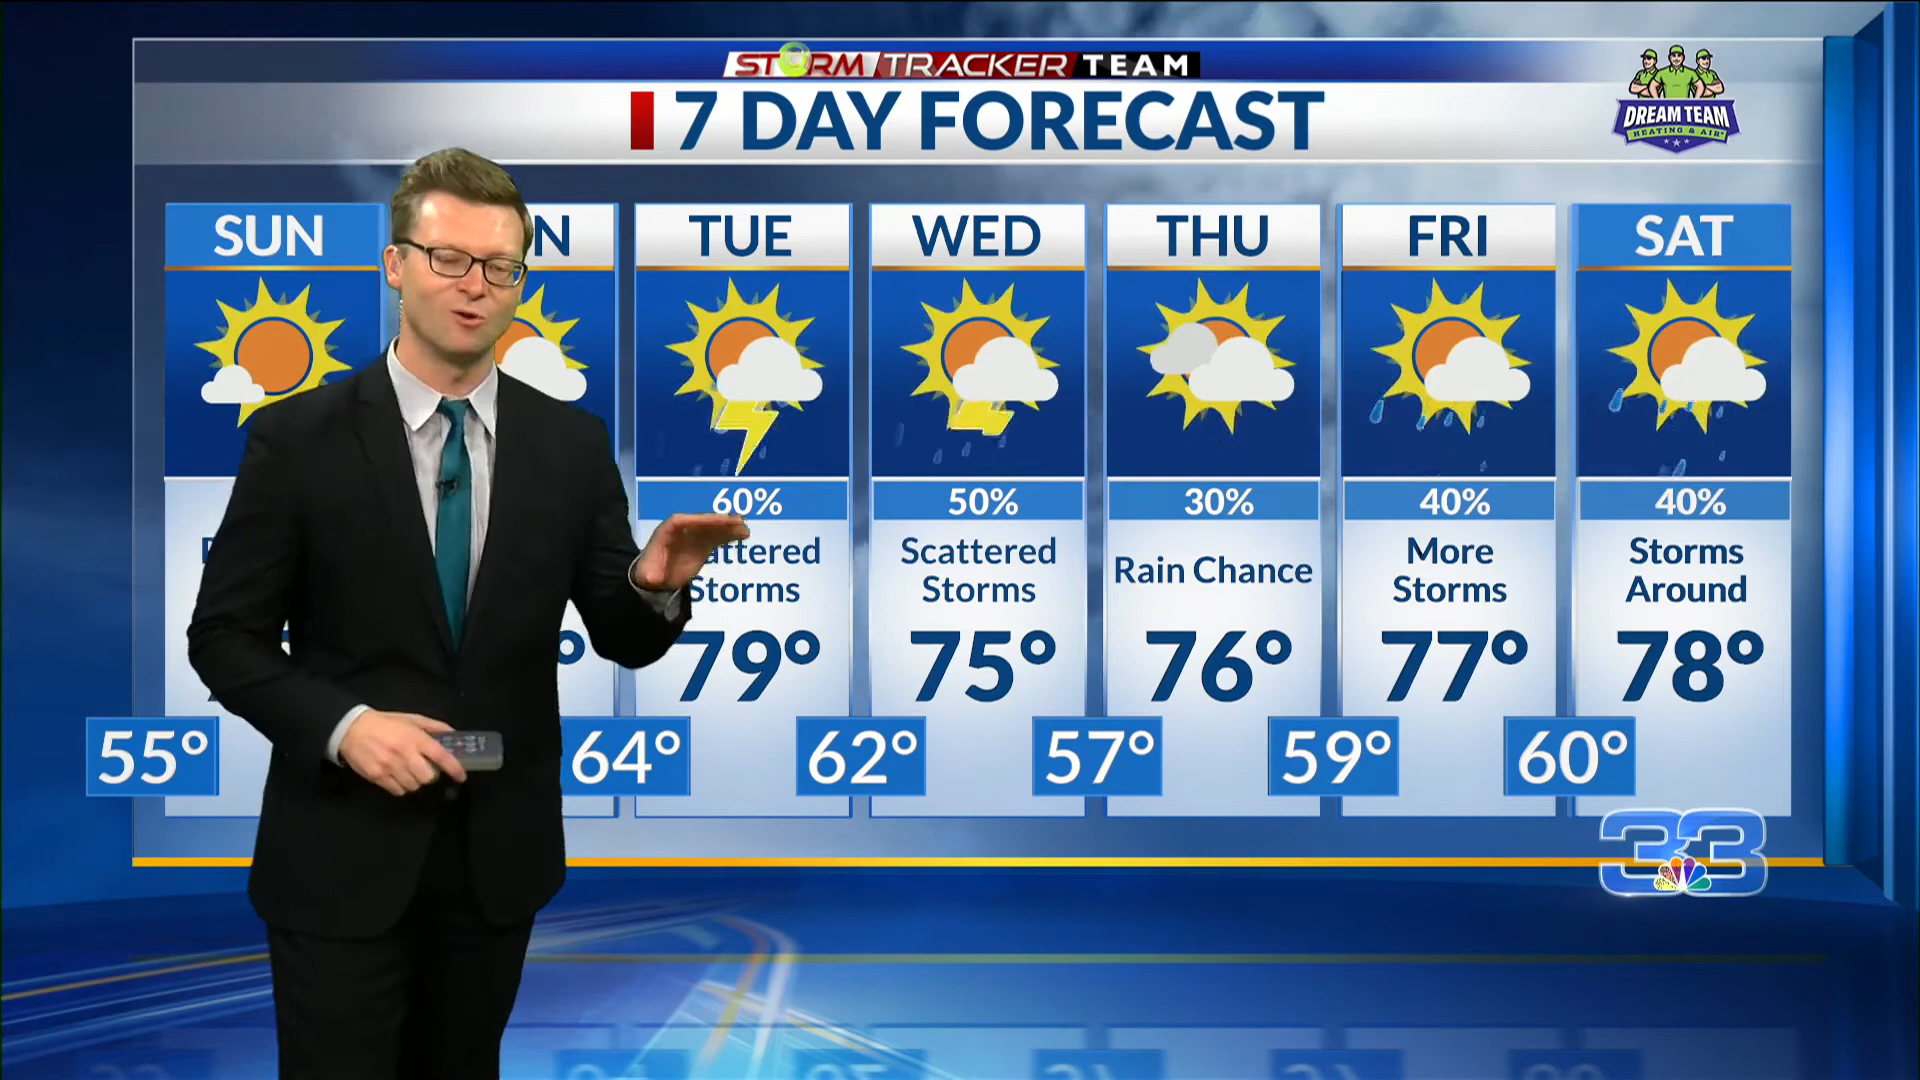 STORM TRACKER TEAM
7 DAY FORECAST
DREAM TEAM
HEATING & AIR
SUN
TUE
WED
THU
FRI
SAT
60%
50%
30%
40%
40%
Storms
Scattered
Storms
Rain Chance
More
Storms
Storms
Around
79°
75°
76°
77°
78°
55°
64°
62°
57°
59°
60°
33